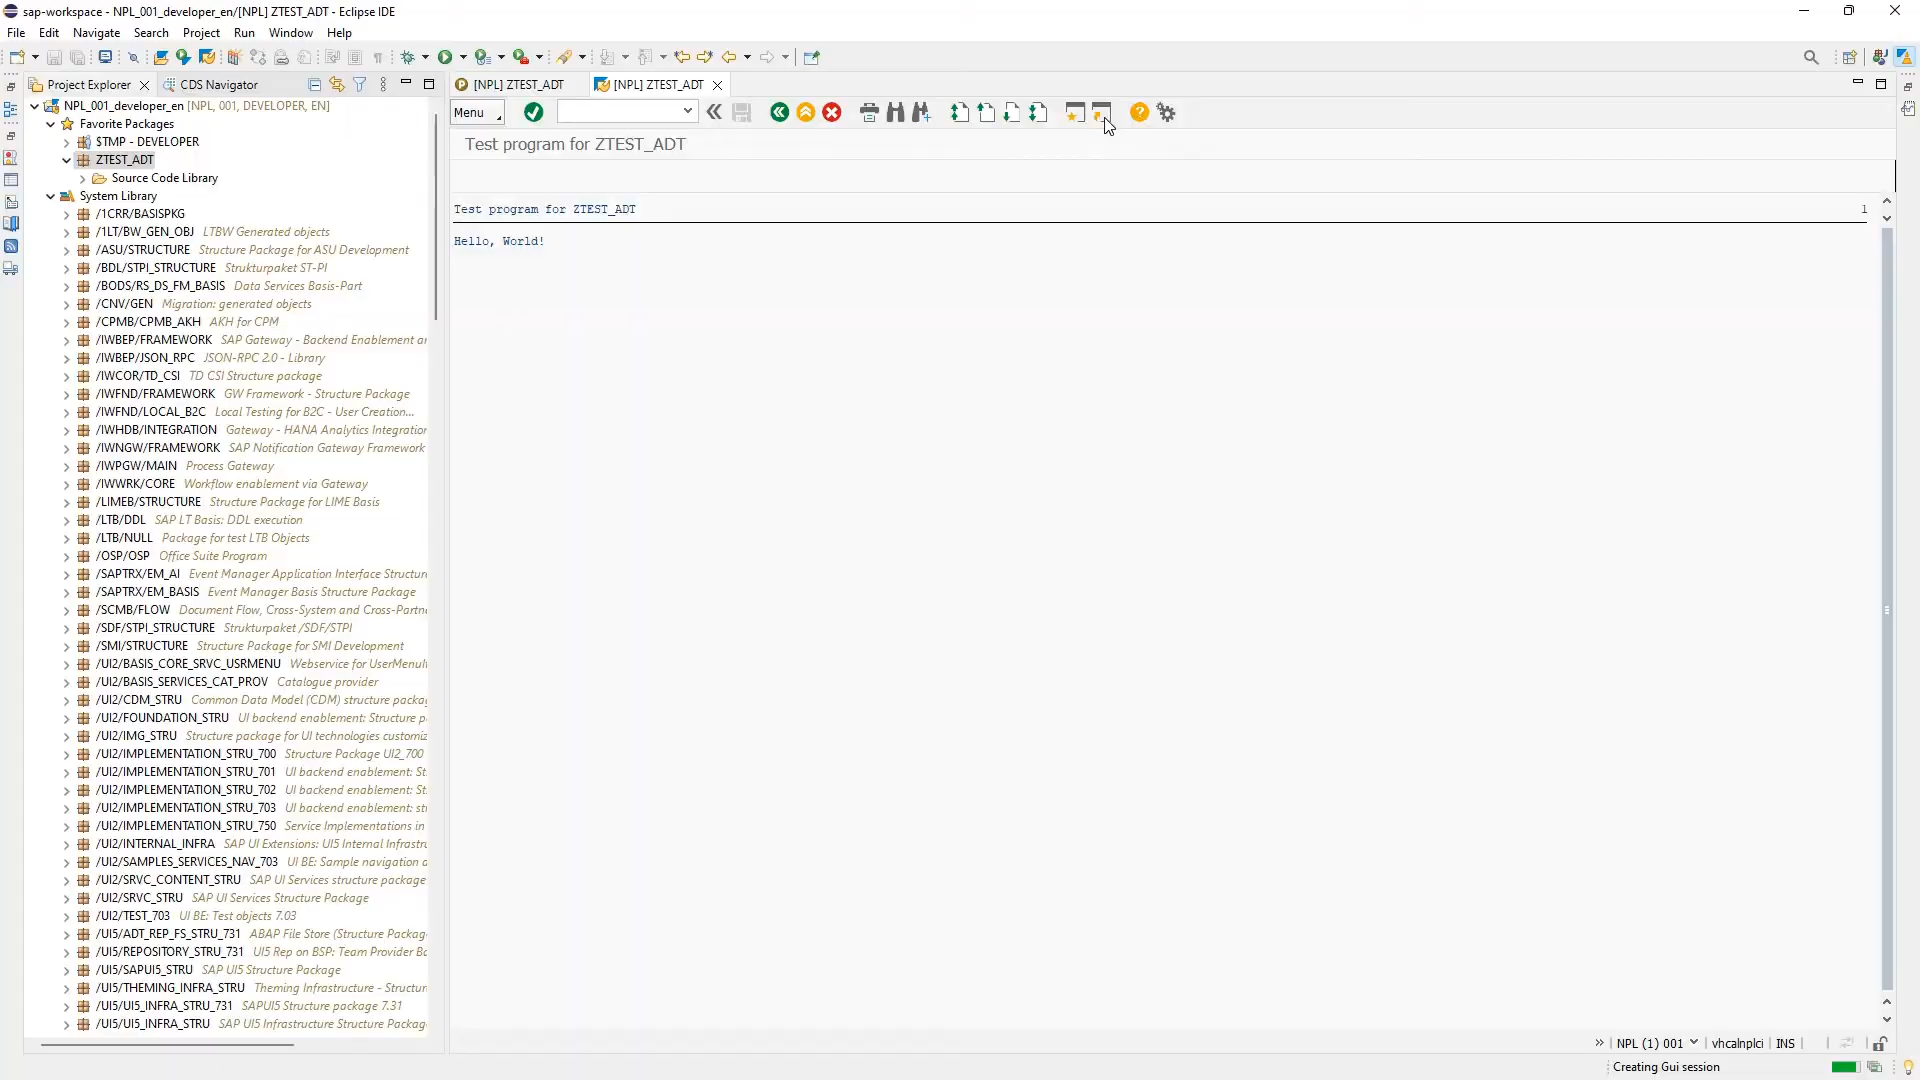 sap-workspace - NPL_001_developer_en/[NPL] ZTEST_ADT - Eclipse IDE
File Edit Navigate Search Project Run Window Help
Project Explorer CDS Navigator
[NPL] ZTEST_ADT [NPL] ZTEST_ADT
Menu
Test program for ZTEST_ADT
Test program for ZTEST_ADT 1
Hello, World!
NPL_001_developer_en [NPL, 001, DEVELOPER, EN]
Favorite Packages
$TMP - DEVELOPER
ZTEST_ADT
Source Code Library
System Library
/1CRR/BASISPKG
/1LT/BW_GEN_OBJ LTBW Generated objects
/ASU/STRUCTURE Structure Package for ASU Development
/BDL/STPI_STRUCTURE Strukturpaket ST-PI
/BODS/RS_DS_FM_BASIS Data Services Basis-Part
/CNV/GEN Migration: generated objects
/CPMB/CPMB_AKH AKH for CPM
/IWBEP/FRAMEWORK SAP Gateway - Backend Enablement ar
/IWBEP/JSON_RPC JSON-RPC 2.0 - Library
/IWCOR/TD_CSI TD CSI Structure package
/IWFND/FRAMEWORK GW Framework - Structure Package
/IWFND/LOCAL_B2C Local Testing for B2C - User Creation...
/IWHDB/INTEGRATION Gateway - HANA Analytics Integration
/IWNGW/FRAMEWORK SAP Notification Gateway Framework
/IWPGW/MAIN Process Gateway
/IWWRK/CORE Workflow enablement via Gateway
/LIMEB/STRUCTURE Structure Package for LIME Basis
/LTB/DDL SAP LT Basis: DDL execution
/LTB/NULL Package for test LTB Objects
/OSP/OSP Office Suite Program
/SAPTRX/EM_AI Event Manager Application Interface Structur
/SAPTRX/EM_BASIS Event Manager Basis Structure Package
/SCMB/FLOW Document Flow, Cross-System and Cross-Partn
/SDF/STPI_STRUCTURE Strukturpaket /SDF/STPI
/SMI/STRUCTURE Structure Package for SMI Development
/UI2/BASIS_CORE_SRVC_USRMENU Webservice for UserMenuI
/UI2/BASIS_SERVICES_CAT_PROV Catalogue provider
/UI2/CDM_STRU Common Data Model (CDM) structure packa
/UI2/FOUNDATION_STRU UI backend enablement: Structure p
/UI2/IMG_STRU Structure package for UI technologies customiz
/UI2/IMPLEMENTATION_STRU_700 Structure Package UI2_700
/UI2/IMPLEMENTATION_STRU_701 UI backend enablement: St
/UI2/IMPLEMENTATION_STRU_702 UI backend enablement: St
/UI2/IMPLEMENTATION_STRU_703 UI backend enablement: str
/UI2/IMPLEMENTATION_STRU_750 Service Implementations in
/UI2/INTERNAL_INFRA SAP UI Extensions: UI5 Internal Infrastru
/UI2/SAMPLES_SERVICES_NAV_703 UI BE: Sample navigation a
/UI2/SRVC_CONTENT_STRU SAP UI Services structure package
/UI2/SRVC_STRU SAP UI Services Structure Package
/UI2/TEST_703 UI BE: Test objects 7.03
/UI5/ADT_REP_FS_STRU_731 ABAP File Store (Structure Packag
/UI5/REPOSITORY_STRU_731 UI5 Rep on BSP: Team Provider Ba
/UI5/SAPUI5_STRU SAP UI5 Structure Package
/UI5/THEMING_INFRA_STRU Theming Infrastructure - Structur
/UI5/UI5_INFRA_STRU_731 SAPUI5 Structure package 7.31
/UI5/UI5_INFRA_STRU SAP UI5 Infrastructure Structure Packag
NPL (1) 001 vhcalnplci INS
Creating Gui session